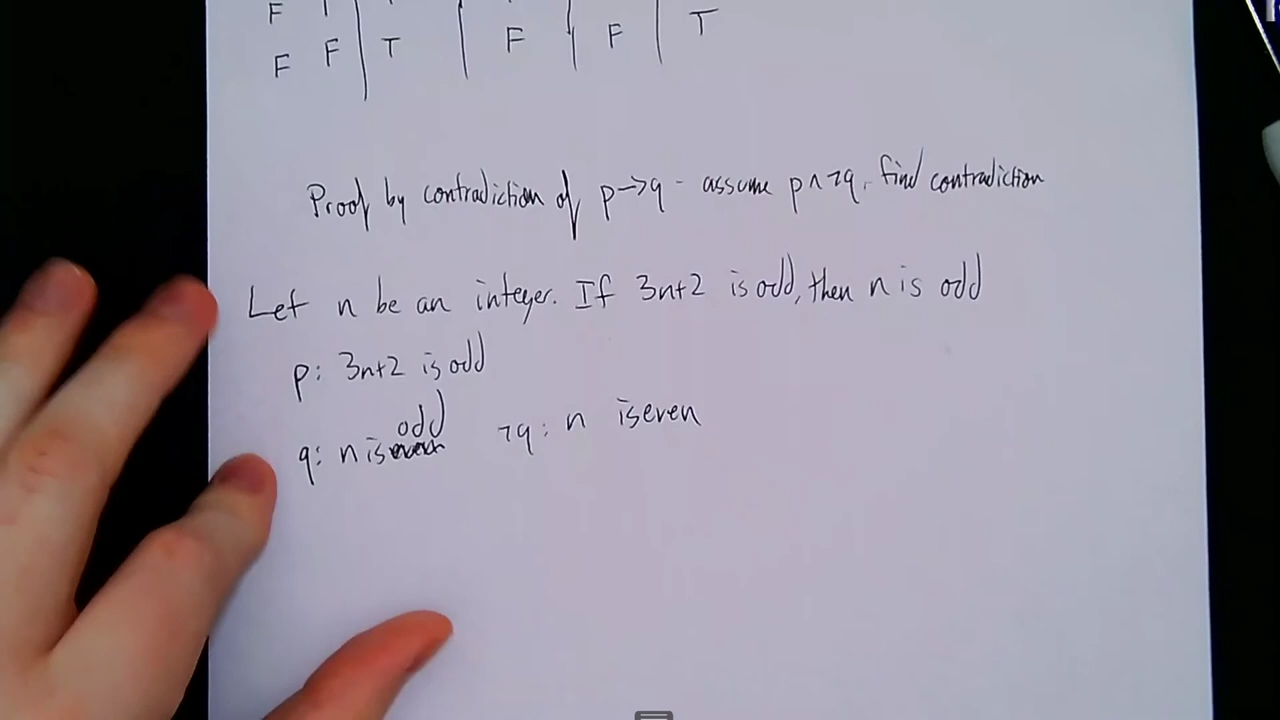 F
F F T F F T
Proof by contradiction of p→q - assume p∧¬q, find contradiction
Let n be an integer. If 3n+2 is odd, then n is odd
p: 3n+2 is odd
q: n is odd ¬q: n is even